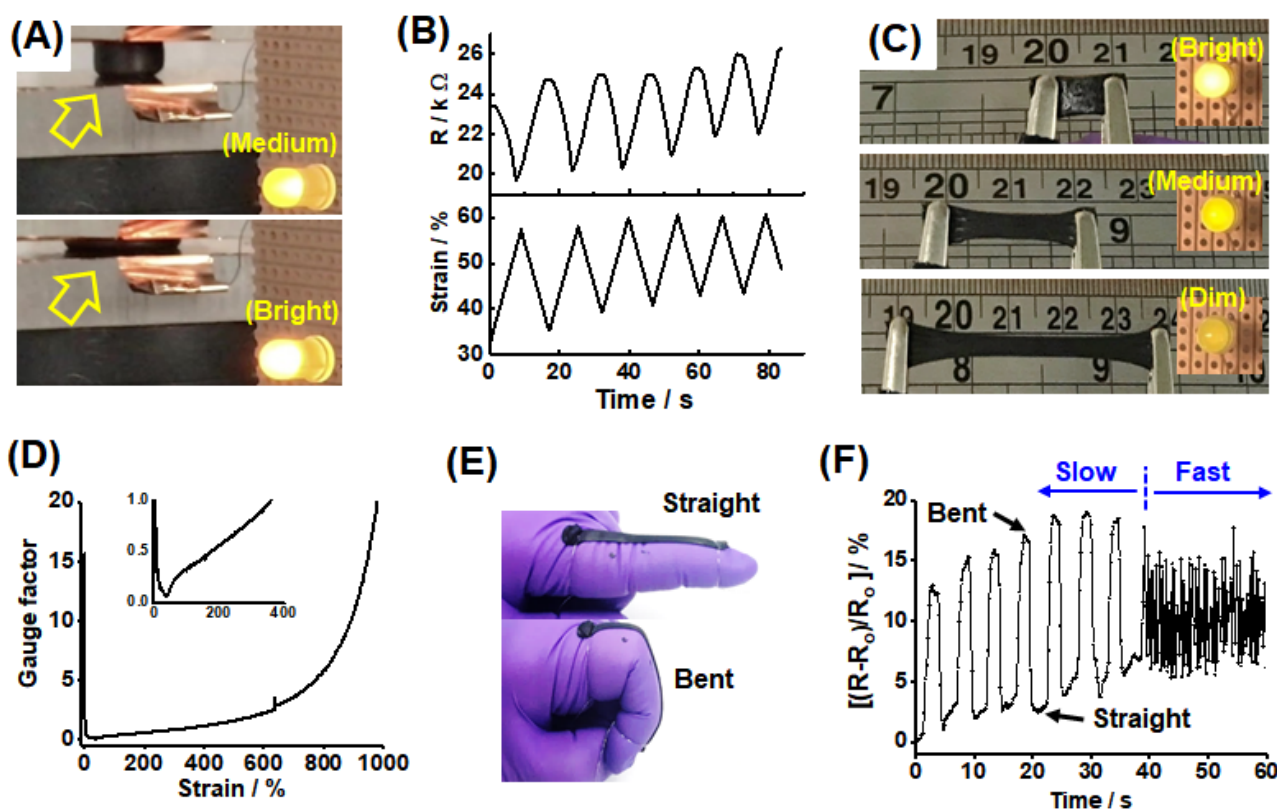 (A)
(Medium)
(Bright)
(B)
R / k Ω
26
24
22
20
Strain / %
60
50
40
30
0 20 40 60 80
Time / s
(C)
19 20 21 2
(Bright)
7
(Medium)
19 20 21 22 23
9
(Dim)
19 20 21 22 23 24
8 9 10
(D)
Gauge factor
20
15
10
5
0
1.0
0.5
0.0
0 200 400
0 200 400 600 800 1000
Strain / %
(E)
Straight
Bent
(F)
Slow Fast
[(R-Ro)/Ro ]/ %
20
15
10
5
0
Bent
Straight
0 10 20 30 40 50 60
Time / s